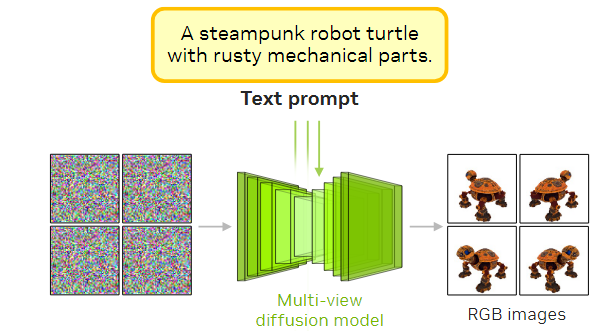 A steampunk robot turtle
with rusty mechanical parts.
Text prompt
Multi-view
diffusion model
RGB images